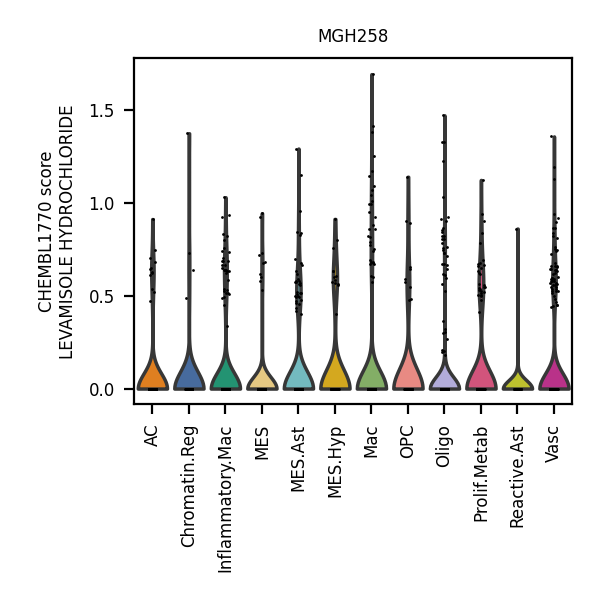 MGH258
CHEMBL1770 score
LEVAMISOLE HYDROCHLORIDE
1.5
1.0
0.5
0.0
AC
Chromatin.Reg
Inflammatory.Mac
MES
MES.Ast
MES.Hyp
Mac
OPC
Oligo
Prolif.Metab
Reactive.Ast
Vasc